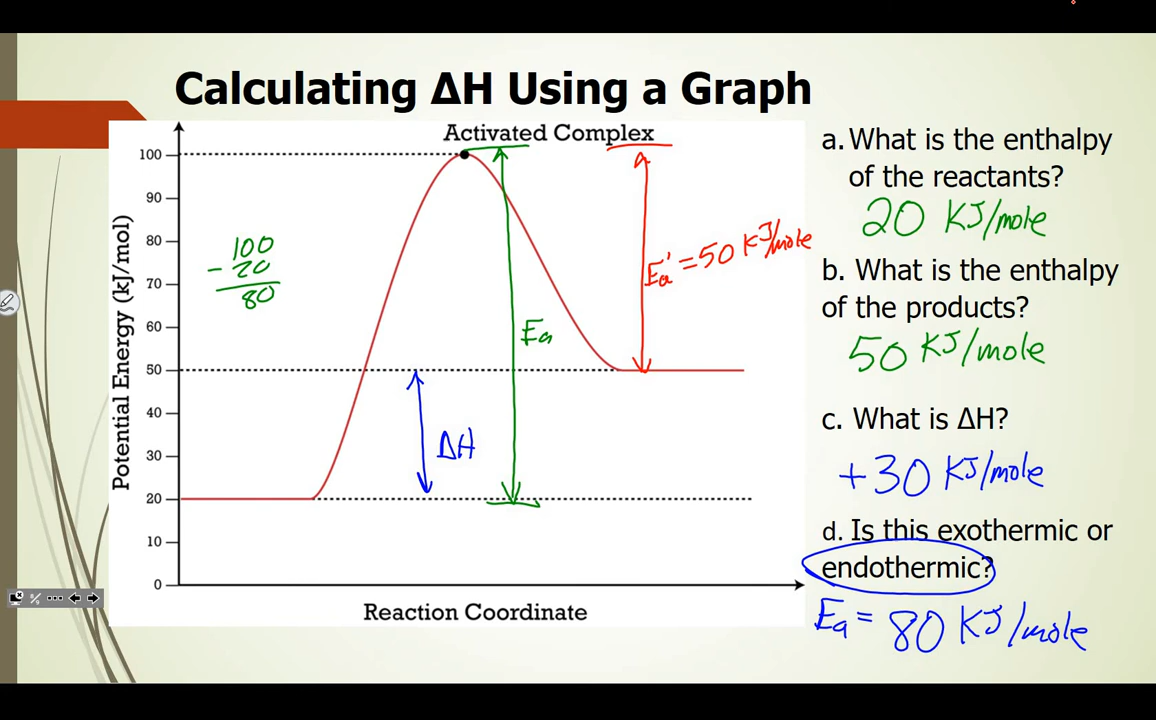 Calculating ΔH Using a Graph
Activated Complex
100
90
80
70
60
50
40
30
20
10
0
Potential Energy (kJ/mol)
Reaction Coordinate
100
- 20
80
ΔH
Ea
Ea' = 50 KJ/mole
a. What is the enthalpy
of the reactants?
20 KJ/mole
b. What is the enthalpy
of the products?
50 KJ/mole
c. What is ΔH?
+30 KJ/mole
d. Is this exothermic or
endothermic?
Ea = 80 KJ/mole